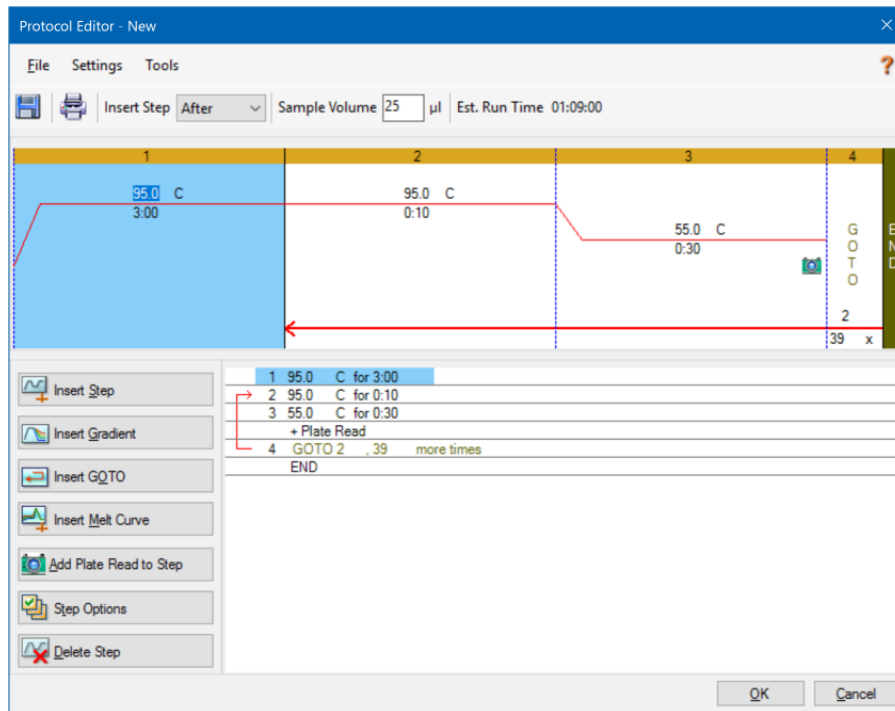 Protocol Editor - New
File Settings Tools
Insert Step After Sample Volume 25 µl Est. Run Time 01:09:00
1 2 3 4
95.0 C
3:00
95.0 C
0:10
55.0 C
0:30
GOTO
2
39 x
END
Insert Step
Insert Gradient
Insert GOTO
Insert Melt Curve
Add Plate Read to Step
Step Options
Delete Step
1 95.0 C for 3:00
2 95.0 C for 0:10
3 55.0 C for 0:30
+ Plate Read
4 GOTO 2 , 39 more times
END
OK Cancel